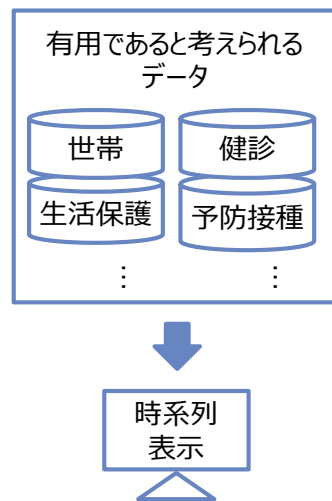 有用であると考えられる
データ
世帯
健診
生活保護
予防接種
⋮
⋮
時系列
表示